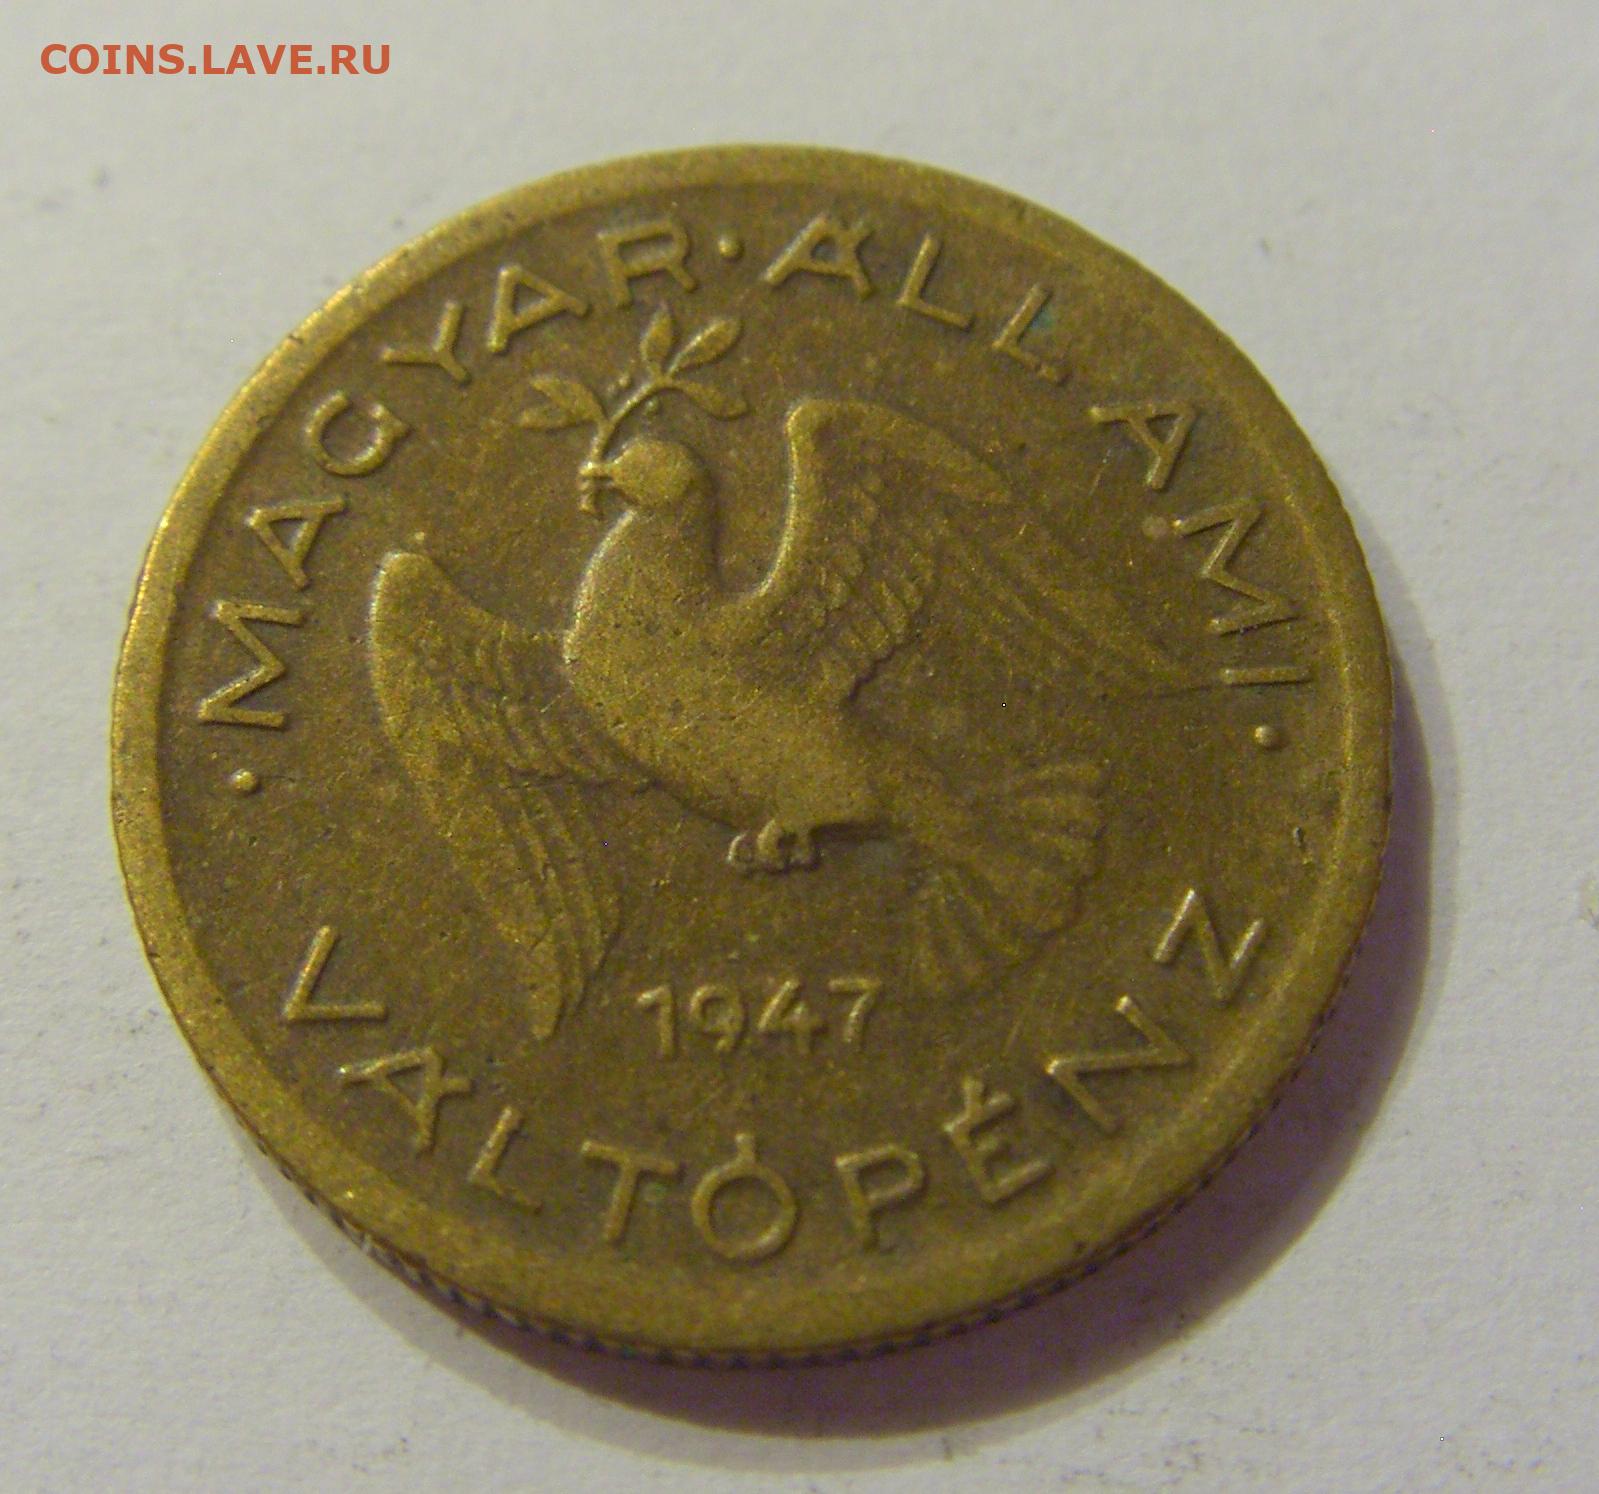 COINS.LAVE.RU
· MAGYAR · ÁLLAMI ·
1947
VÁLTÓPÉNZ